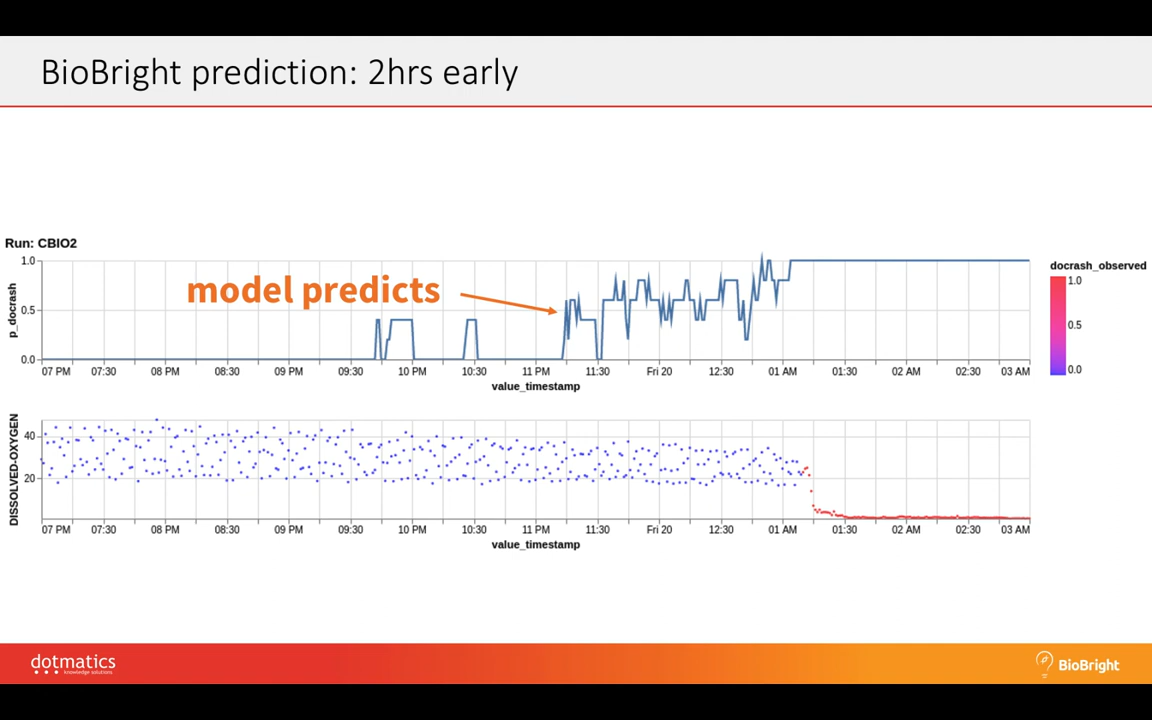 BioBright prediction: 2hrs early
Run: CBIO2
model predicts
p_docrash
1.0
0.5
0.0
07 PM 07:30 08 PM 08:30 09 PM 09:30 10 PM 10:30 11 PM 11:30 Fri 20 12:30 01 AM 01:30 02 AM 02:30 03 AM
value_timestamp
docrash_observed
1.0
0.5
0.0
DISSOLVED-OXYGEN
40
20
07 PM 07:30 08 PM 08:30 09 PM 09:30 10 PM 10:30 11 PM 11:30 Fri 20 12:30 01 AM 01:30 02 AM 02:30 03 AM
value_timestamp
dotmatics
knowledge solutions
BioBright